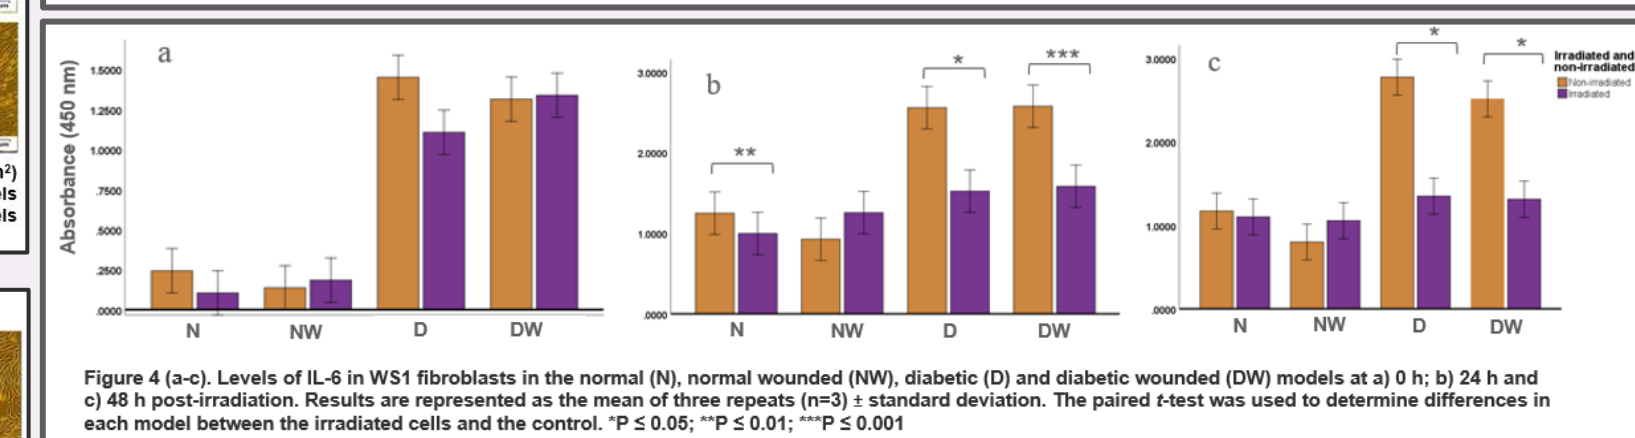 m²)
els
els
a
Absorbance (450 nm)
1.5000
1.2500
1.0000
.7500
.5000
.2500
.0000
N NW D DW
b
** * ***
3.0000
2.0000
1.0000
.0000
N NW D DW
c
* *
3.0000
2.0000
1.0000
.0000
N NW D DW
Irradiated and
non-irradiated
Non-irradiated
Irradiated
Figure 4 (a-c). Levels of IL-6 in WS1 fibroblasts in the normal (N), normal wounded (NW), diabetic (D) and diabetic wounded (DW) models at a) 0 h; b) 24 h and
c) 48 h post-irradiation. Results are represented as the mean of three repeats (n=3) ± standard deviation. The paired t-test was used to determine differences in
each model between the irradiated cells and the control. *P ≤ 0.05; **P ≤ 0.01; ***P ≤ 0.001